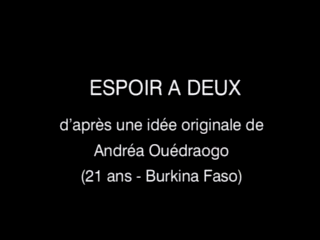 ESPOIR A DEUX
d'après une idée originale de
Andréa Ouédraogo
(21 ans - Burkina Faso)